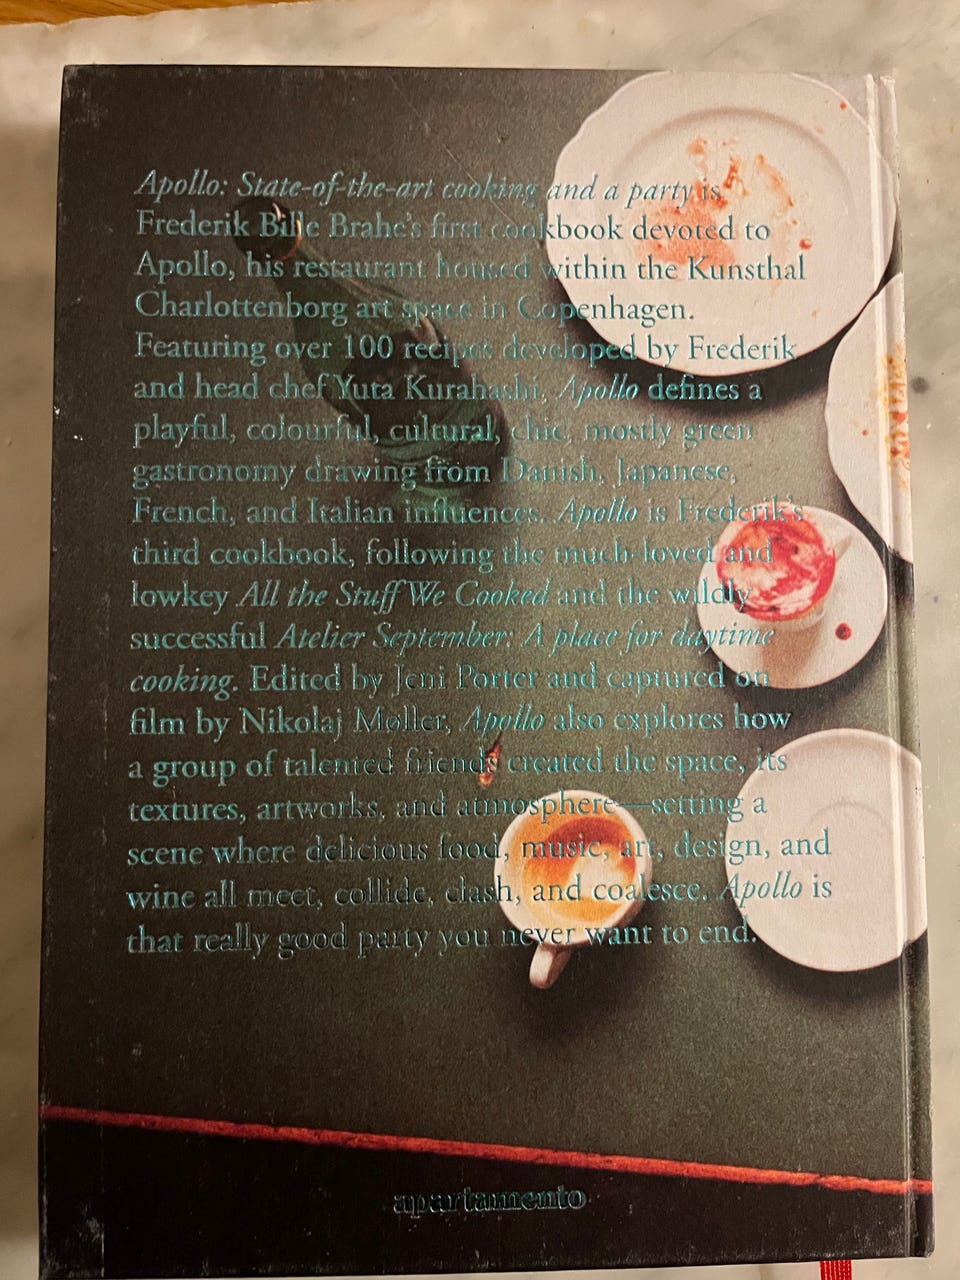 Apollo: State-of-the-art cooking and a party is
Frederik Bille Brahe's first cookbook devoted to
Apollo, his restaurant housed within the Kunsthal
Charlottenborg art space in Copenhagen.
Featuring over 100 recipes developed by Frederik
and head chef Yuta Kurahashi, Apollo defines a
playful, colourful, cultural, chic, mostly green
gastronomy drawing from Danish, Japanese,
French, and Italian influences. Apollo is Frederik's
third cookbook, following the much-loved and
lowkey All the Stuff We Cooked and the wildly
successful Atelier September: A place for daytime
cooking. Edited by Jeni Porter and captured on
film by Nikolaj Møller, Apollo also explores how
a group of talented friends created the space, its
textures, artworks, and atmosphere—setting a
scene where delicious food, music, art, design, and
wine all meet, collide, clash, and coalesce. Apollo is
that really good party you never want to end.
apartamento